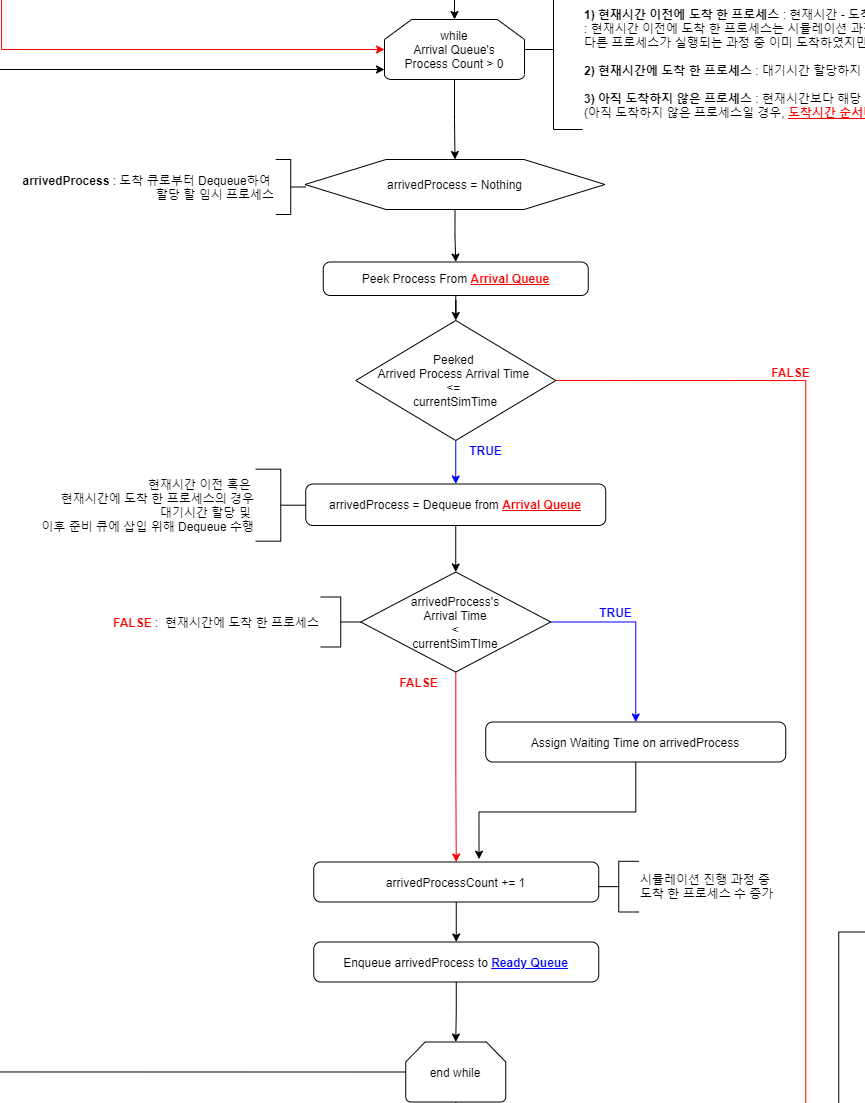 while
Arrival Queue's
Process Count > 0
1) 현재시간 이전에 도착 한 프로세스 : 현재시간 - 도착
: 현재시간 이전에 도착 한 프로세스는 시뮬레이션 과정
다른 프로세스가 실행되는 과정 중 이미 도착하였지만
2) 현재시간에 도착 한 프로세스 : 대기시간 할당하지
3) 아직 도착하지 않은 프로세스 : 현재시간보다 해당
(아직 도착하지 않은 프로세스일 경우, 도착시간 순서
arrivedProcess : 도착 큐로부터 Dequeue하여
할당 할 임시 프로세스
arrivedProcess = Nothing
Peek Process From Arrival Queue
Peeked
Arrived Process Arrival Time
<=
currentSimTime
FALSE
TRUE
현재시간 이전 혹은
현재시간에 도착 한 프로세스의 경우
대기시간 할당 및
이후 준비 큐에 삽입 위해 Dequeue 수행
arrivedProcess = Dequeue from Arrival Queue
arrivedProcess's
Arrival Time
<
currentSimTIme
FALSE : 현재시간에 도착 한 프로세스
TRUE
FALSE
Assign Waiting Time on arrivedProcess
arrivedProcessCount += 1
시뮬레이션 진행 과정 중
도착 한 프로세스 수 증가
Enqueue arrivedProcess to Ready Queue
end while